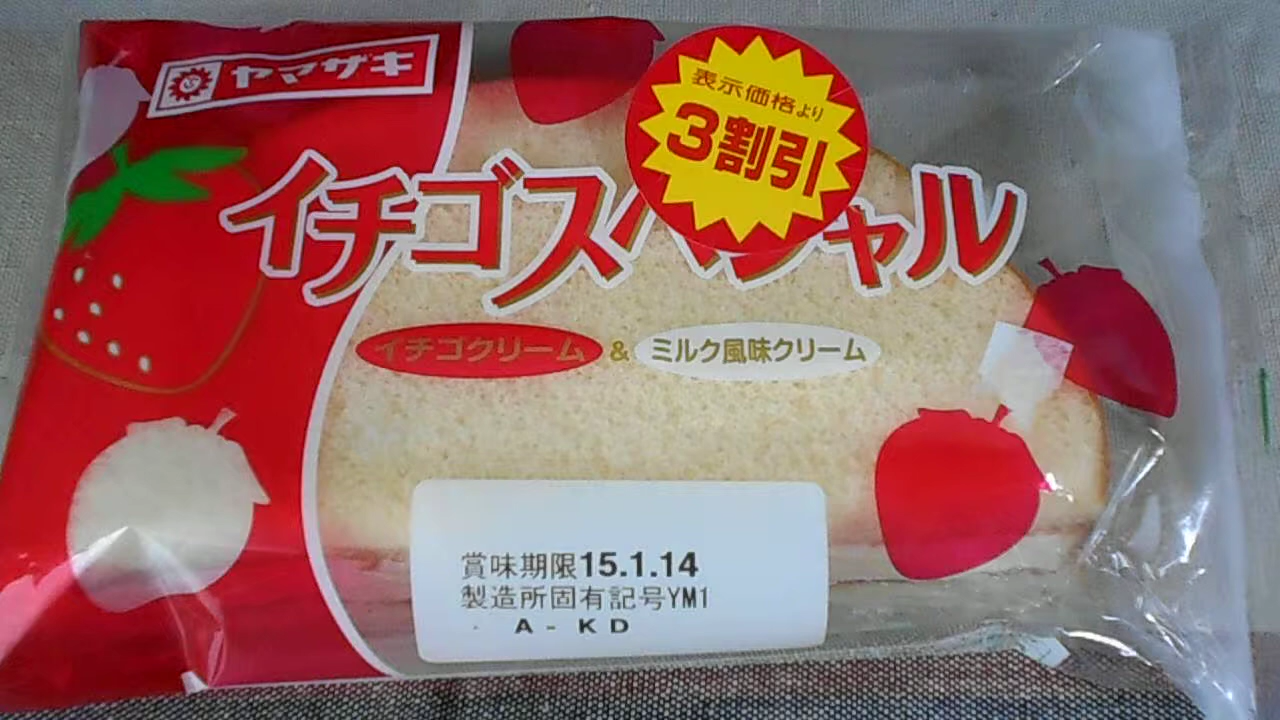 ヤマザキ
表示価格より
3割引
イチゴスペシャル
イチゴクリーム & ミルク風味クリーム
賞味期限15.1.14
製造所固有記号YM1
A - K D